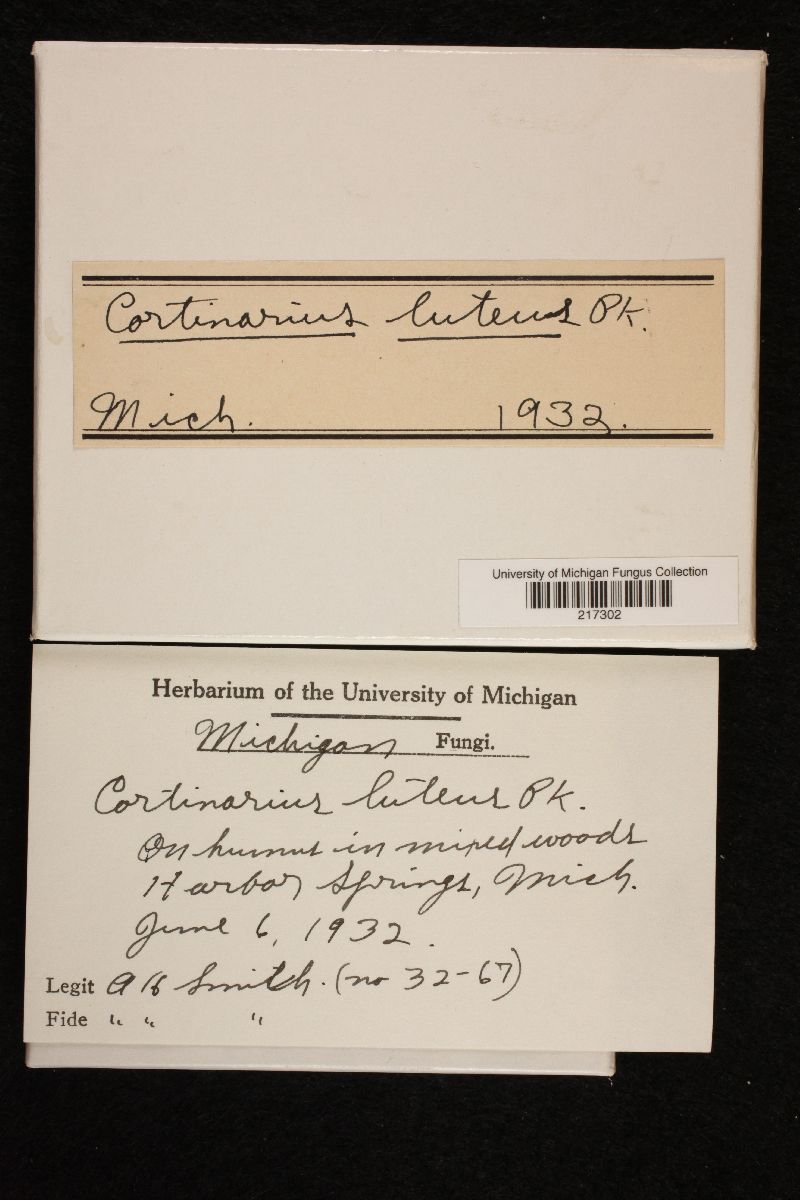 Cortinarius luteus Pk.
Mich. 1932.
University of Michigan Fungus Collection
217302
Herbarium of the University of Michigan
Michigan Fungi.
Cortinarius luteus Pk.
On humus in mixed woods
Harbor Springs, Mich.
June 6, 1932.
Legit A H Smith. (no 32-67)
Fide " " "